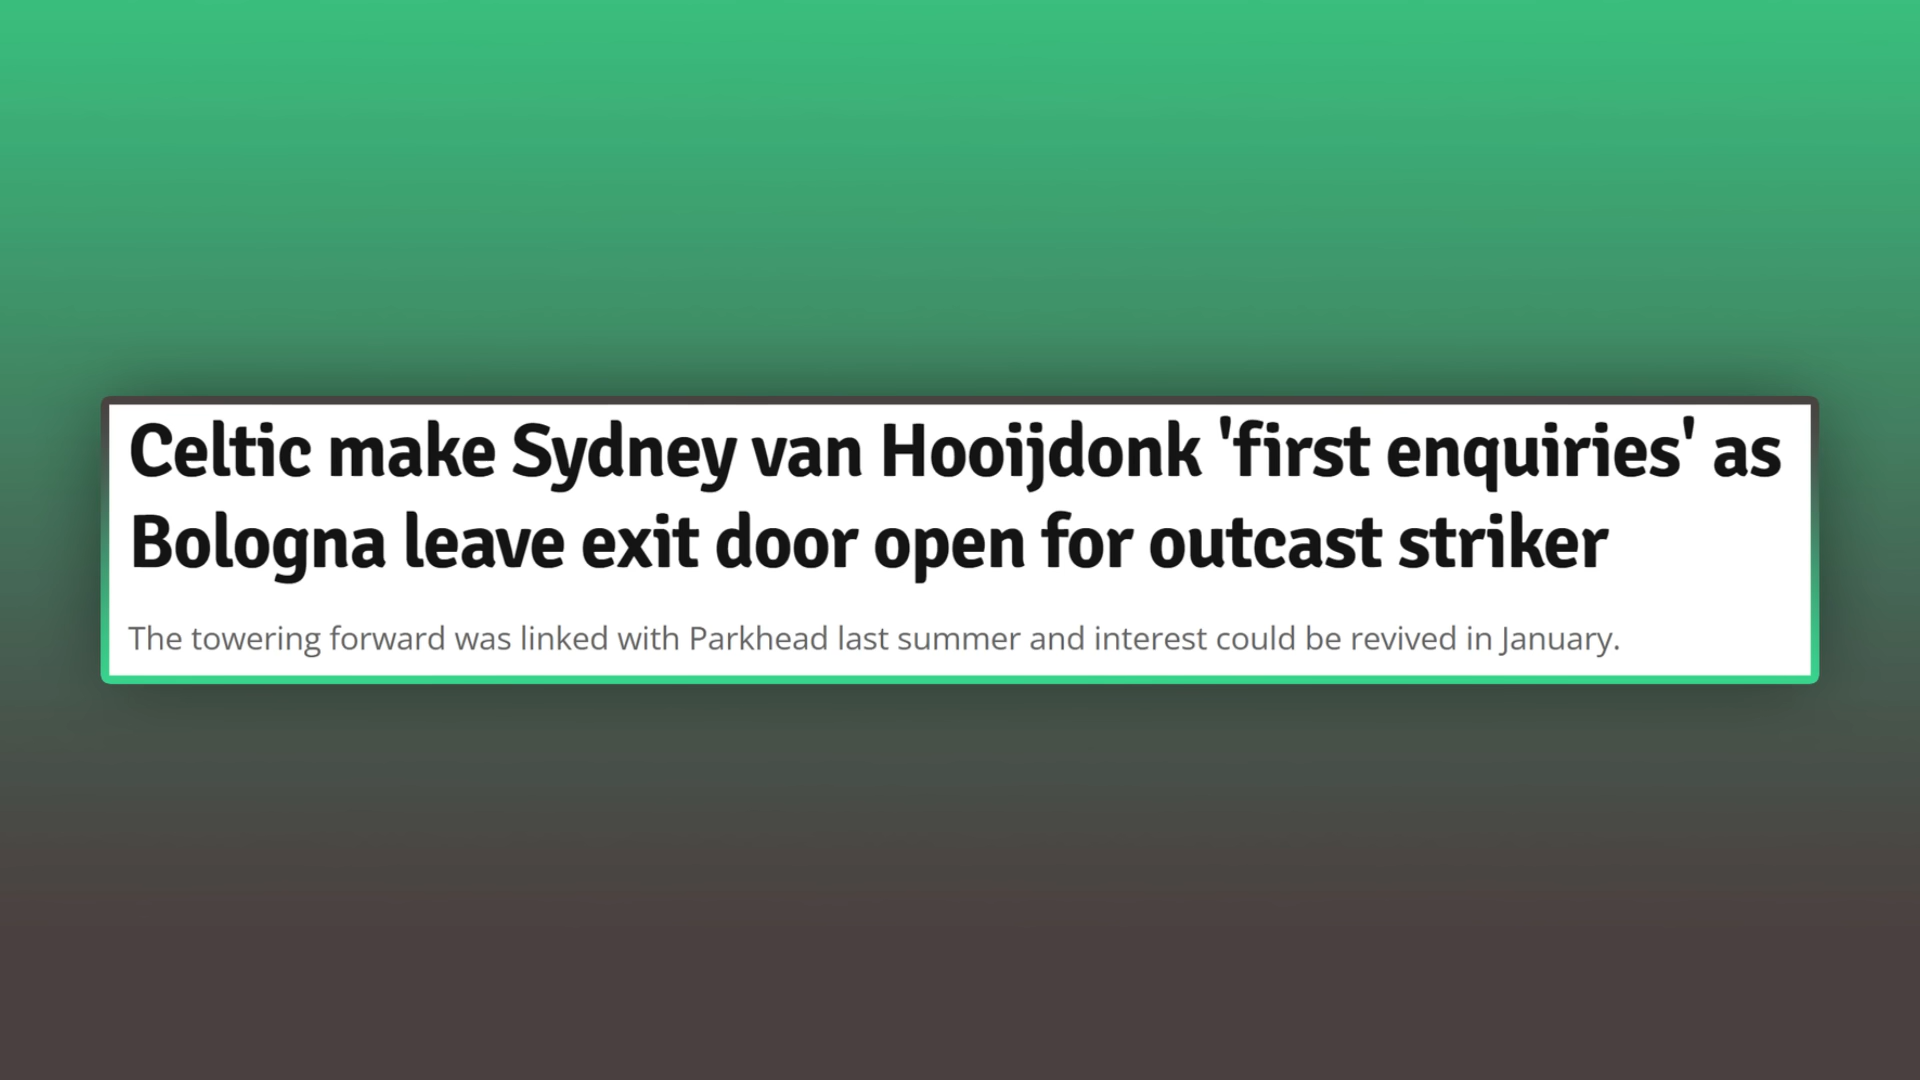 Celtic make Sydney van Hooijdonk 'first enquiries' as
Bologna leave exit door open for outcast striker
The towering forward was linked with Parkhead last summer and interest could be revived in January.